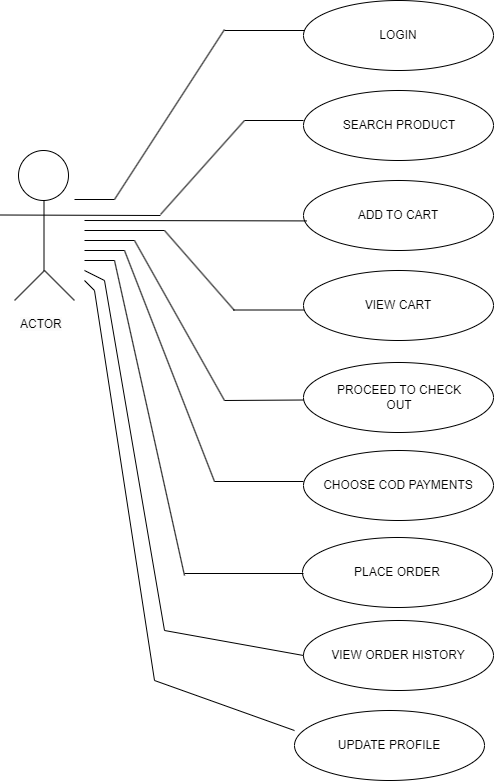 LOGIN
SEARCH PRODUCT
ADD TO CART
VIEW CART
ACTOR
PROCEED TO CHECK
OUT
CHOOSE COD PAYMENTS
PLACE ORDER
VIEW ORDER HISTORY
UPDATE PROFILE